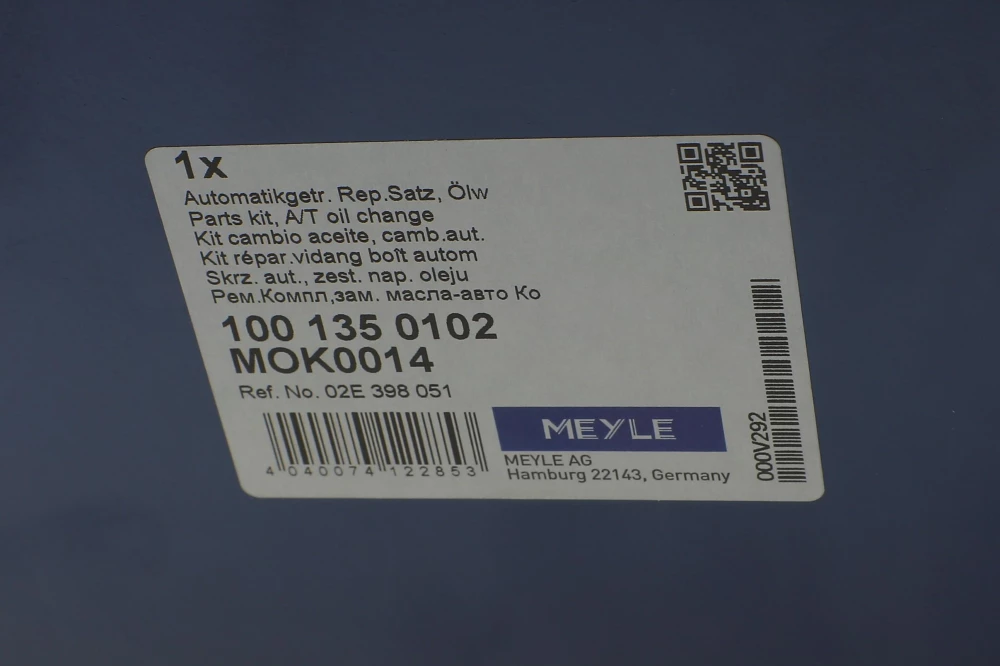 1x
Automatikgetr. Rep.Satz, Ölw
Parts kit, A/T oil change
Kit cambio aceite, camb.aut.
Kit répar.vidang boît autom
Skrz. aut., zest. nap. oleju
Рем.Компл,зам. масла-авто Ко
100 135 0102
MOK0014
Ref. No. 02E 398 051
4 040074 122853
MEYLE
MEYLE AG
Hamburg 22143, Germany
000V292